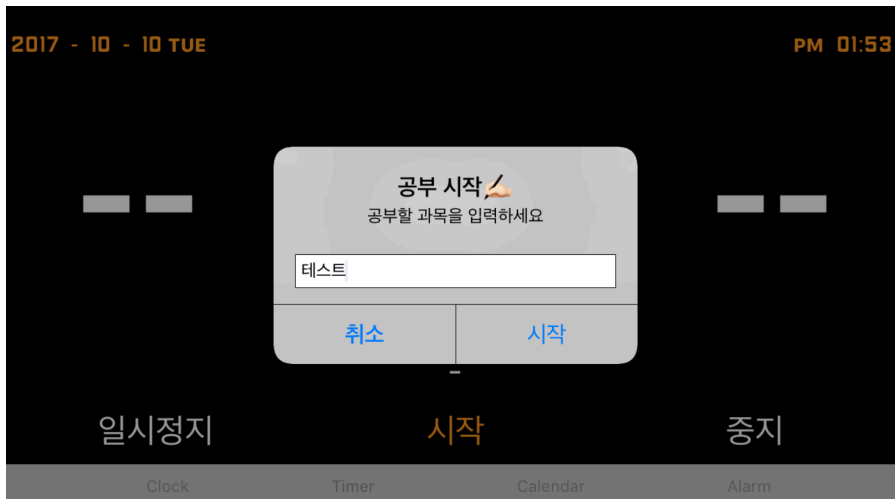 2017 - 10 - 10 TUE
PM 01:53
공부 시작✍🏻
공부할 과목을 입력하세요
테스트
취소
시작
일시정지
시작
중지
Clock
Timer
Calendar
Alarm